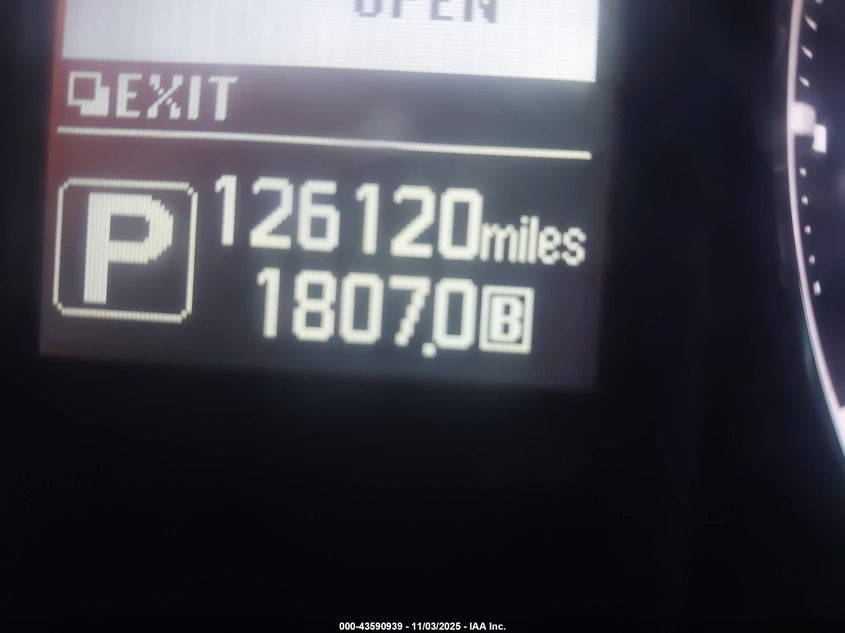 OPEN
EXIT
P
126120miles
1807.0 B
000-43590939 - 11/03/2025 - IAA Inc.